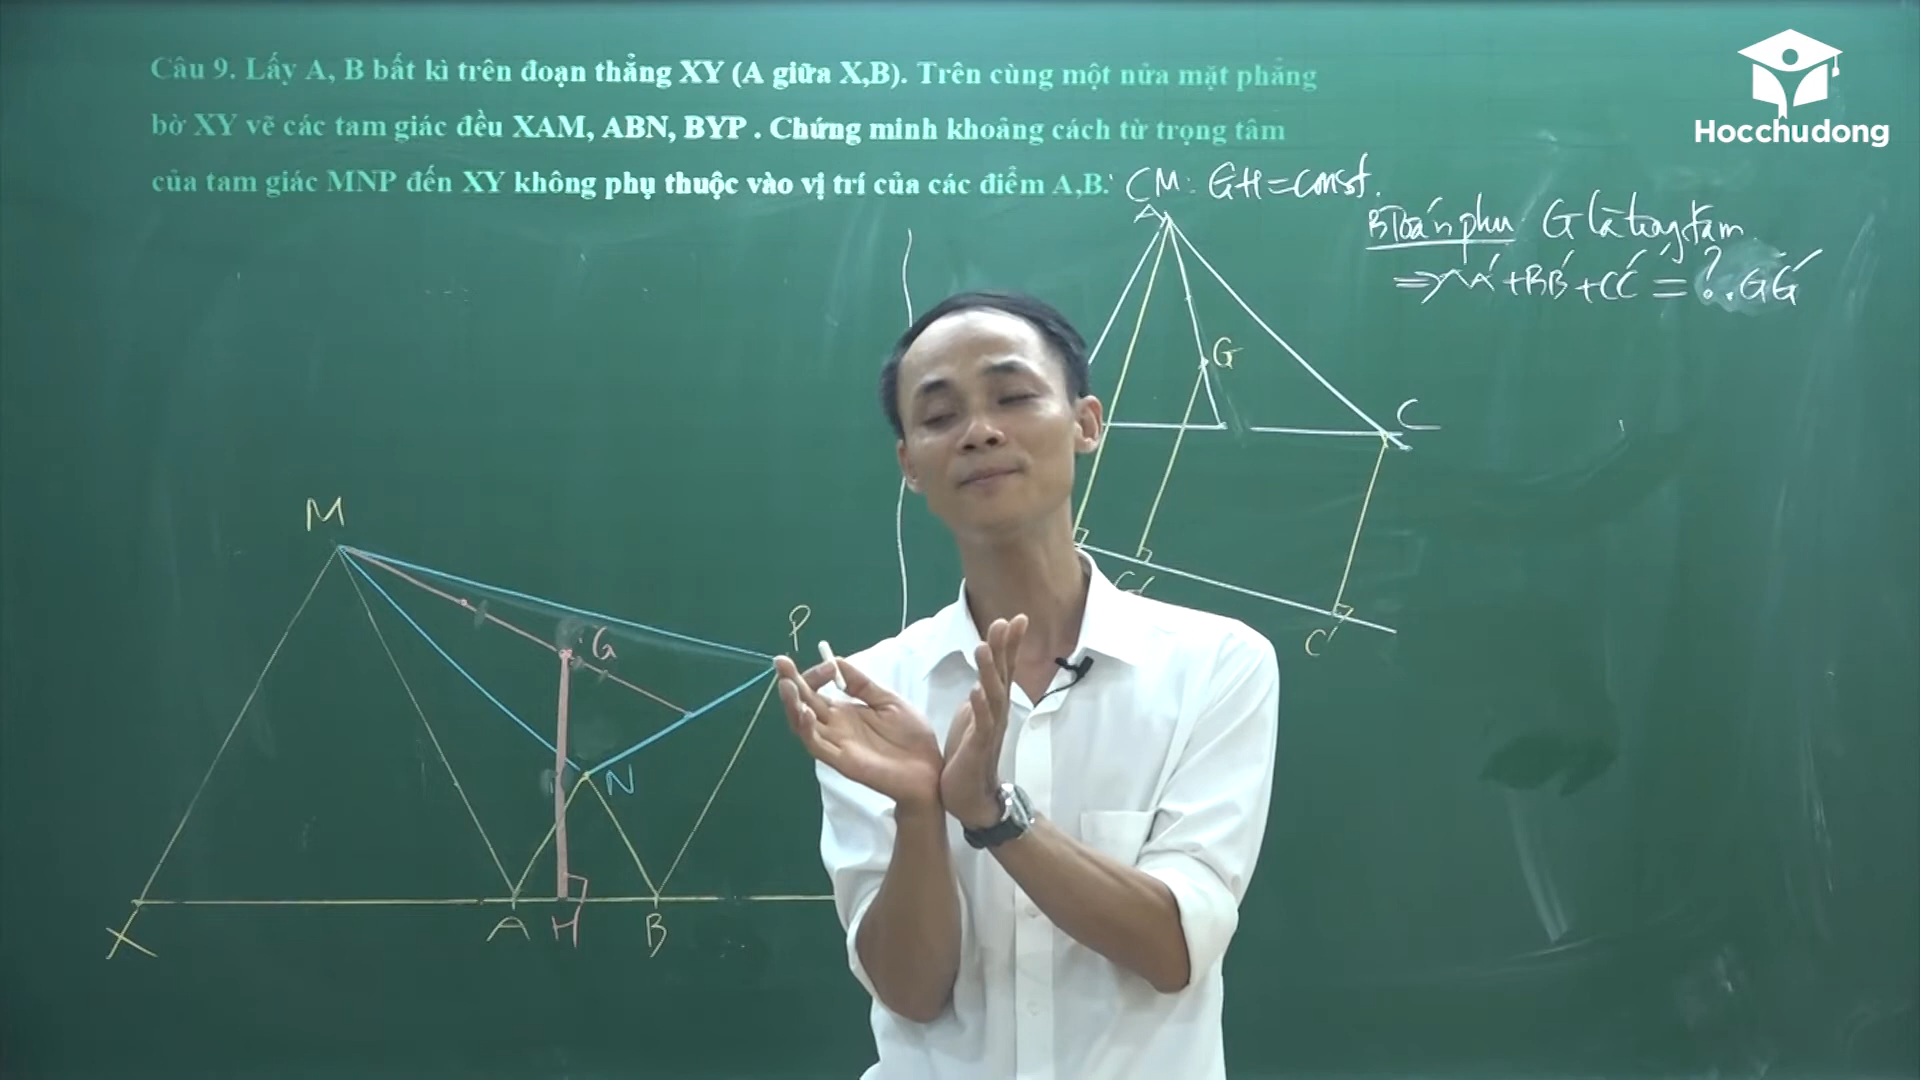 Câu 9. Lấy A, B bất kì trên đoạn thẳng XY (A giữa X,B). Trên cùng một nửa mặt phẳng
bờ XY vẽ các tam giác đều XAM, ABN, BYP . Chứng minh khoảng cách từ trọng tâm
của tam giác MNP đến XY không phụ thuộc vào vị trí của các điểm A,B.
CM: GH = const.
Hocchudong
BToán phụ G là trọng tâm
⇒ AA' + BB' + CC' = ? . GG'
A
G
C
G'
C'
M
P
G
N
X
A
H
B